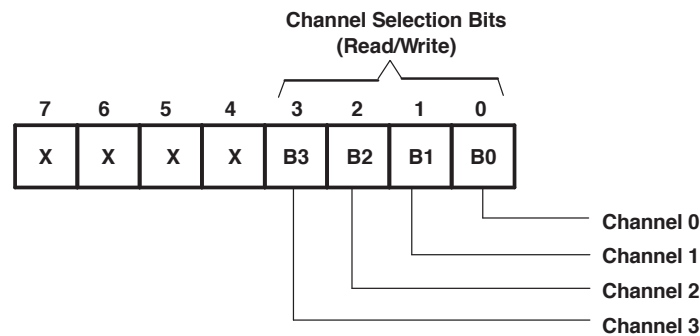 Channel Selection Bits
(Read/Write)
7 6 5 4 3 2 1 0
X X X X B3 B2 B1 B0
Channel 0
Channel 1
Channel 2
Channel 3